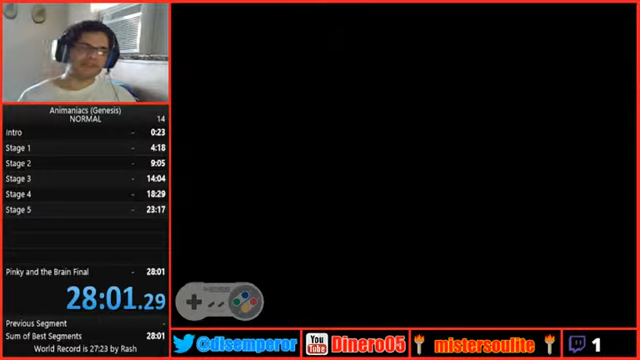 Animaniacs (Genesis)
NORMAL 14
Intro - 0:23
Stage 1 - 4:18
Stage 2 - 9:05
Stage 3 - 14:04
Stage 4 - 18:29
Stage 5 - 23:17
Pinky and the Brain Final - 28:01
28:01.29
Previous Segment -
Sum of Best Segments 28:01
World Record is 27:23 by Rash
@dlsemperor You Tube Dinero05 mistersoulite 1